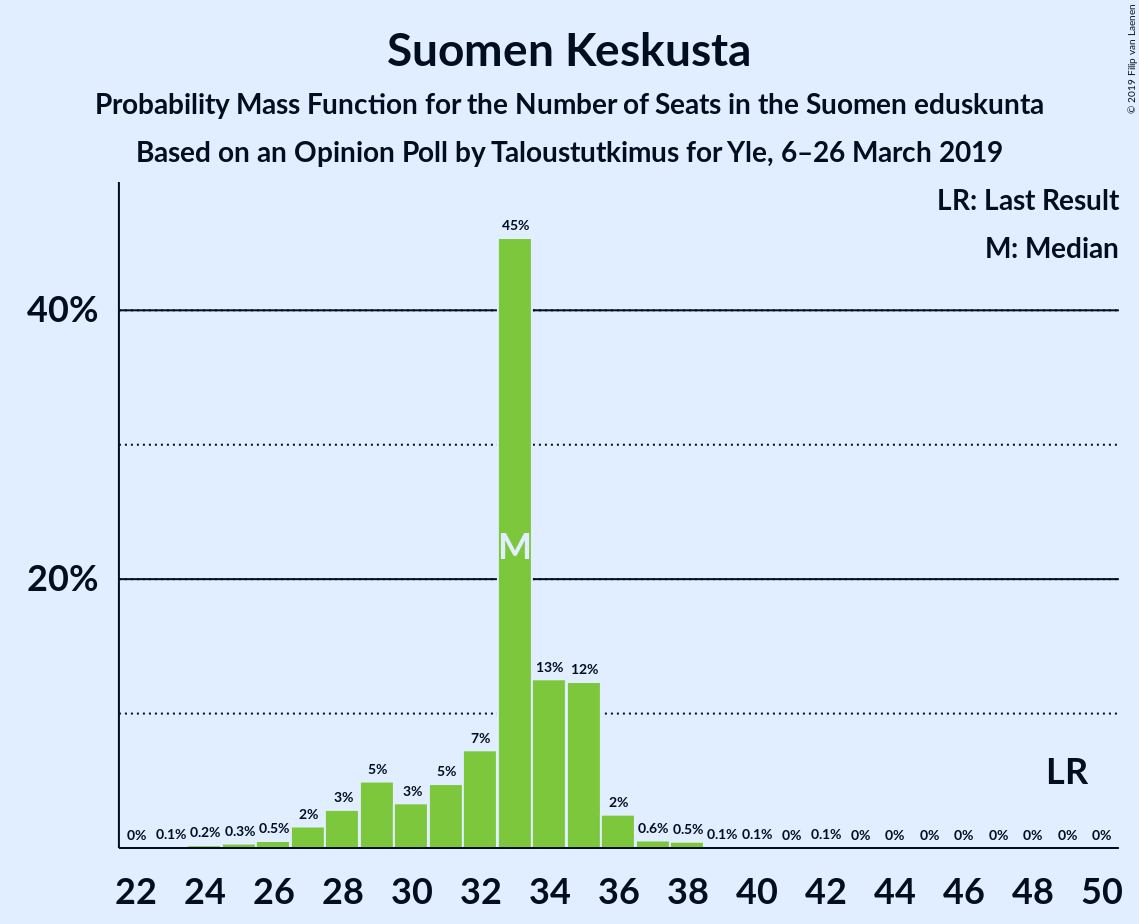 Suomen Keskusta
Probability Mass Function for the Number of Seats in the Suomen eduskunta
Based on an Opinion Poll by Taloustutkimus for Yle, 6–26 March 2019
© 2019 Filip van Laenen
LR: Last Result
M: Median
40%
20%
0% 0.1% 0.2% 0.3% 0.5% 2% 3% 5% 3% 5% 7% 45% 13% 12% 2% 0.6% 0.5% 0.1% 0.1% 0% 0.1% 0% 0% 0% 0% 0% 0% 0% 0%
M
LR
22 24 26 28 30 32 34 36 38 40 42 44 46 48 50